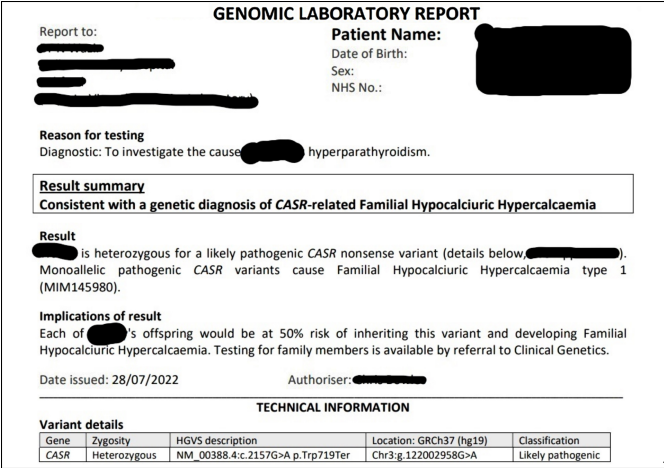 GENOMIC LABORATORY REPORT
Report to:
Patient Name:
Date of Birth:
Sex:
NHS No.:
Reason for testing
Diagnostic: To investigate the cause hyperparathyroidism.
Result summary
Consistent with a genetic diagnosis of CASR-related Familial Hypocalciuric Hypercalcaemia
Result
is heterozygous for a likely pathogenic CASR nonsense variant (details below, ).
Monoallelic pathogenic CASR variants cause Familial Hypocalciuric Hypercalcaemia type 1
(MIM145980).
Implications of result
Each of 's offspring would be at 50% risk of inheriting this variant and developing Familial
Hypocalciuric Hypercalcaemia. Testing for family members is available by referral to Clinical Genetics.
Date issued: 28/07/2022 Authoriser:
TECHNICAL INFORMATION
Variant details
Gene Zygosity HGVS description Location: GRCh37 (hg19) Classification
CASR Heterozygous NM_00388.4:c.2157G>A p.Trp719Ter Chr3:g.122002958G>A Likely pathogenic